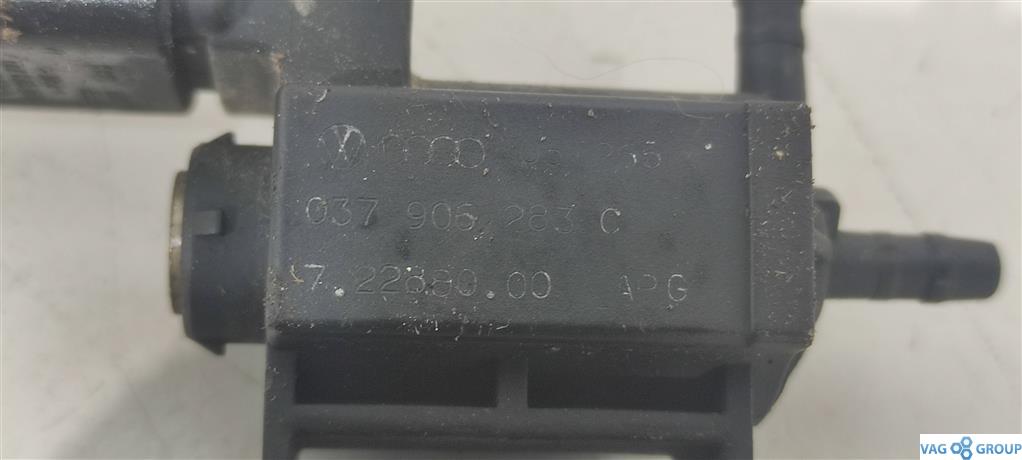 037 906 283 C
7.22880.00 APG
VAG GROUP